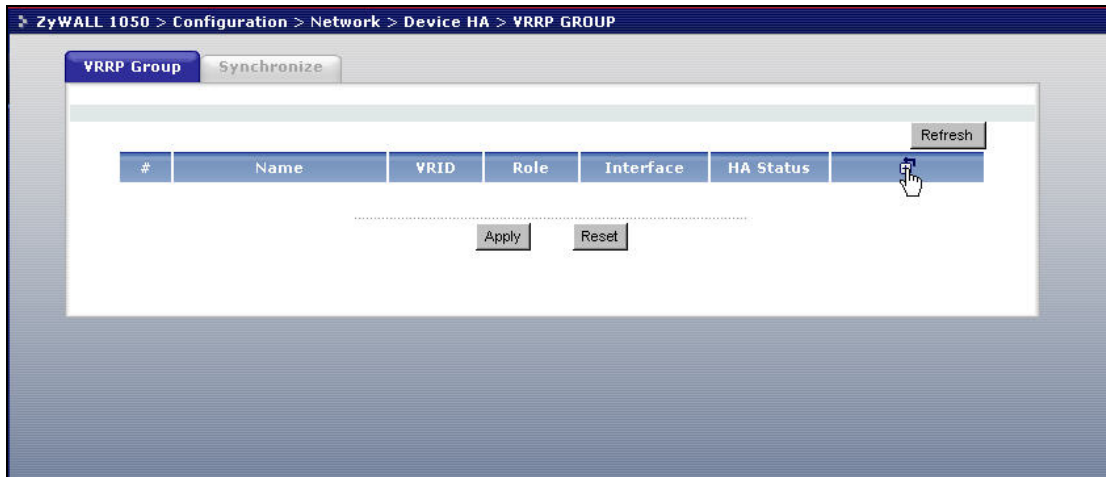 ZyWALL 1050 > Configuration > Network > Device HA > VRRP GROUP
VRRP Group Synchronize
Refresh
# Name VRID Role Interface HA Status
Apply Reset